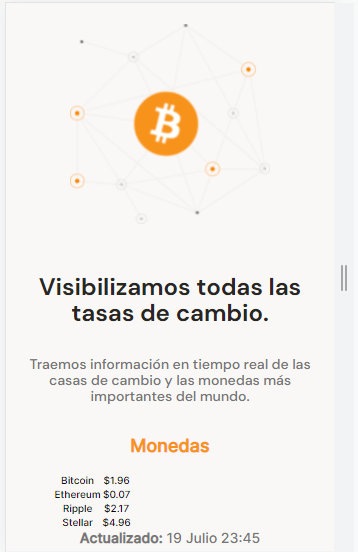 Visibilizamos todas las
tasas de cambio.
Traemos información en tiempo real de las
casas de cambio y las monedas más
importantes del mundo.
Monedas
Bitcoin $1.96
Ethereum $0.07
Ripple $2.17
Stellar $4.96
Actualizado: 19 Julio 23:45